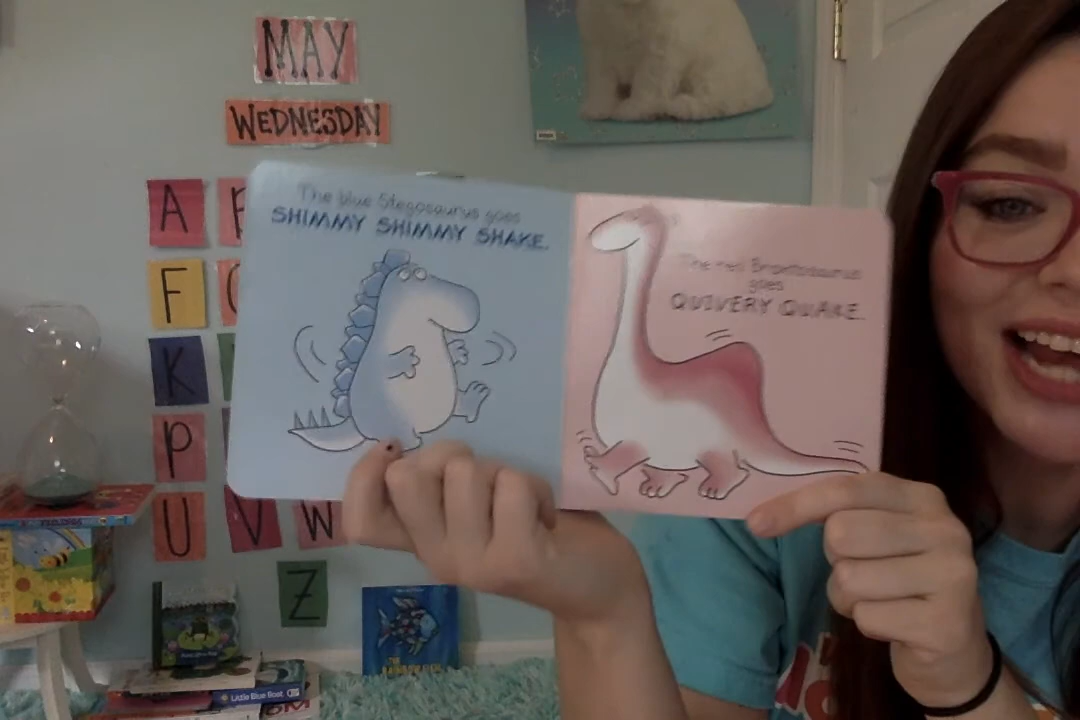 MAY
WEDNESDAY
The blue Stegosaurus goes
SHIMMY SHIMMY SHAKE.
The red Brontosaurus
goes
QUIVERY QUAKE.
A
F
K
P
U V W
Z
Little Blue Boat